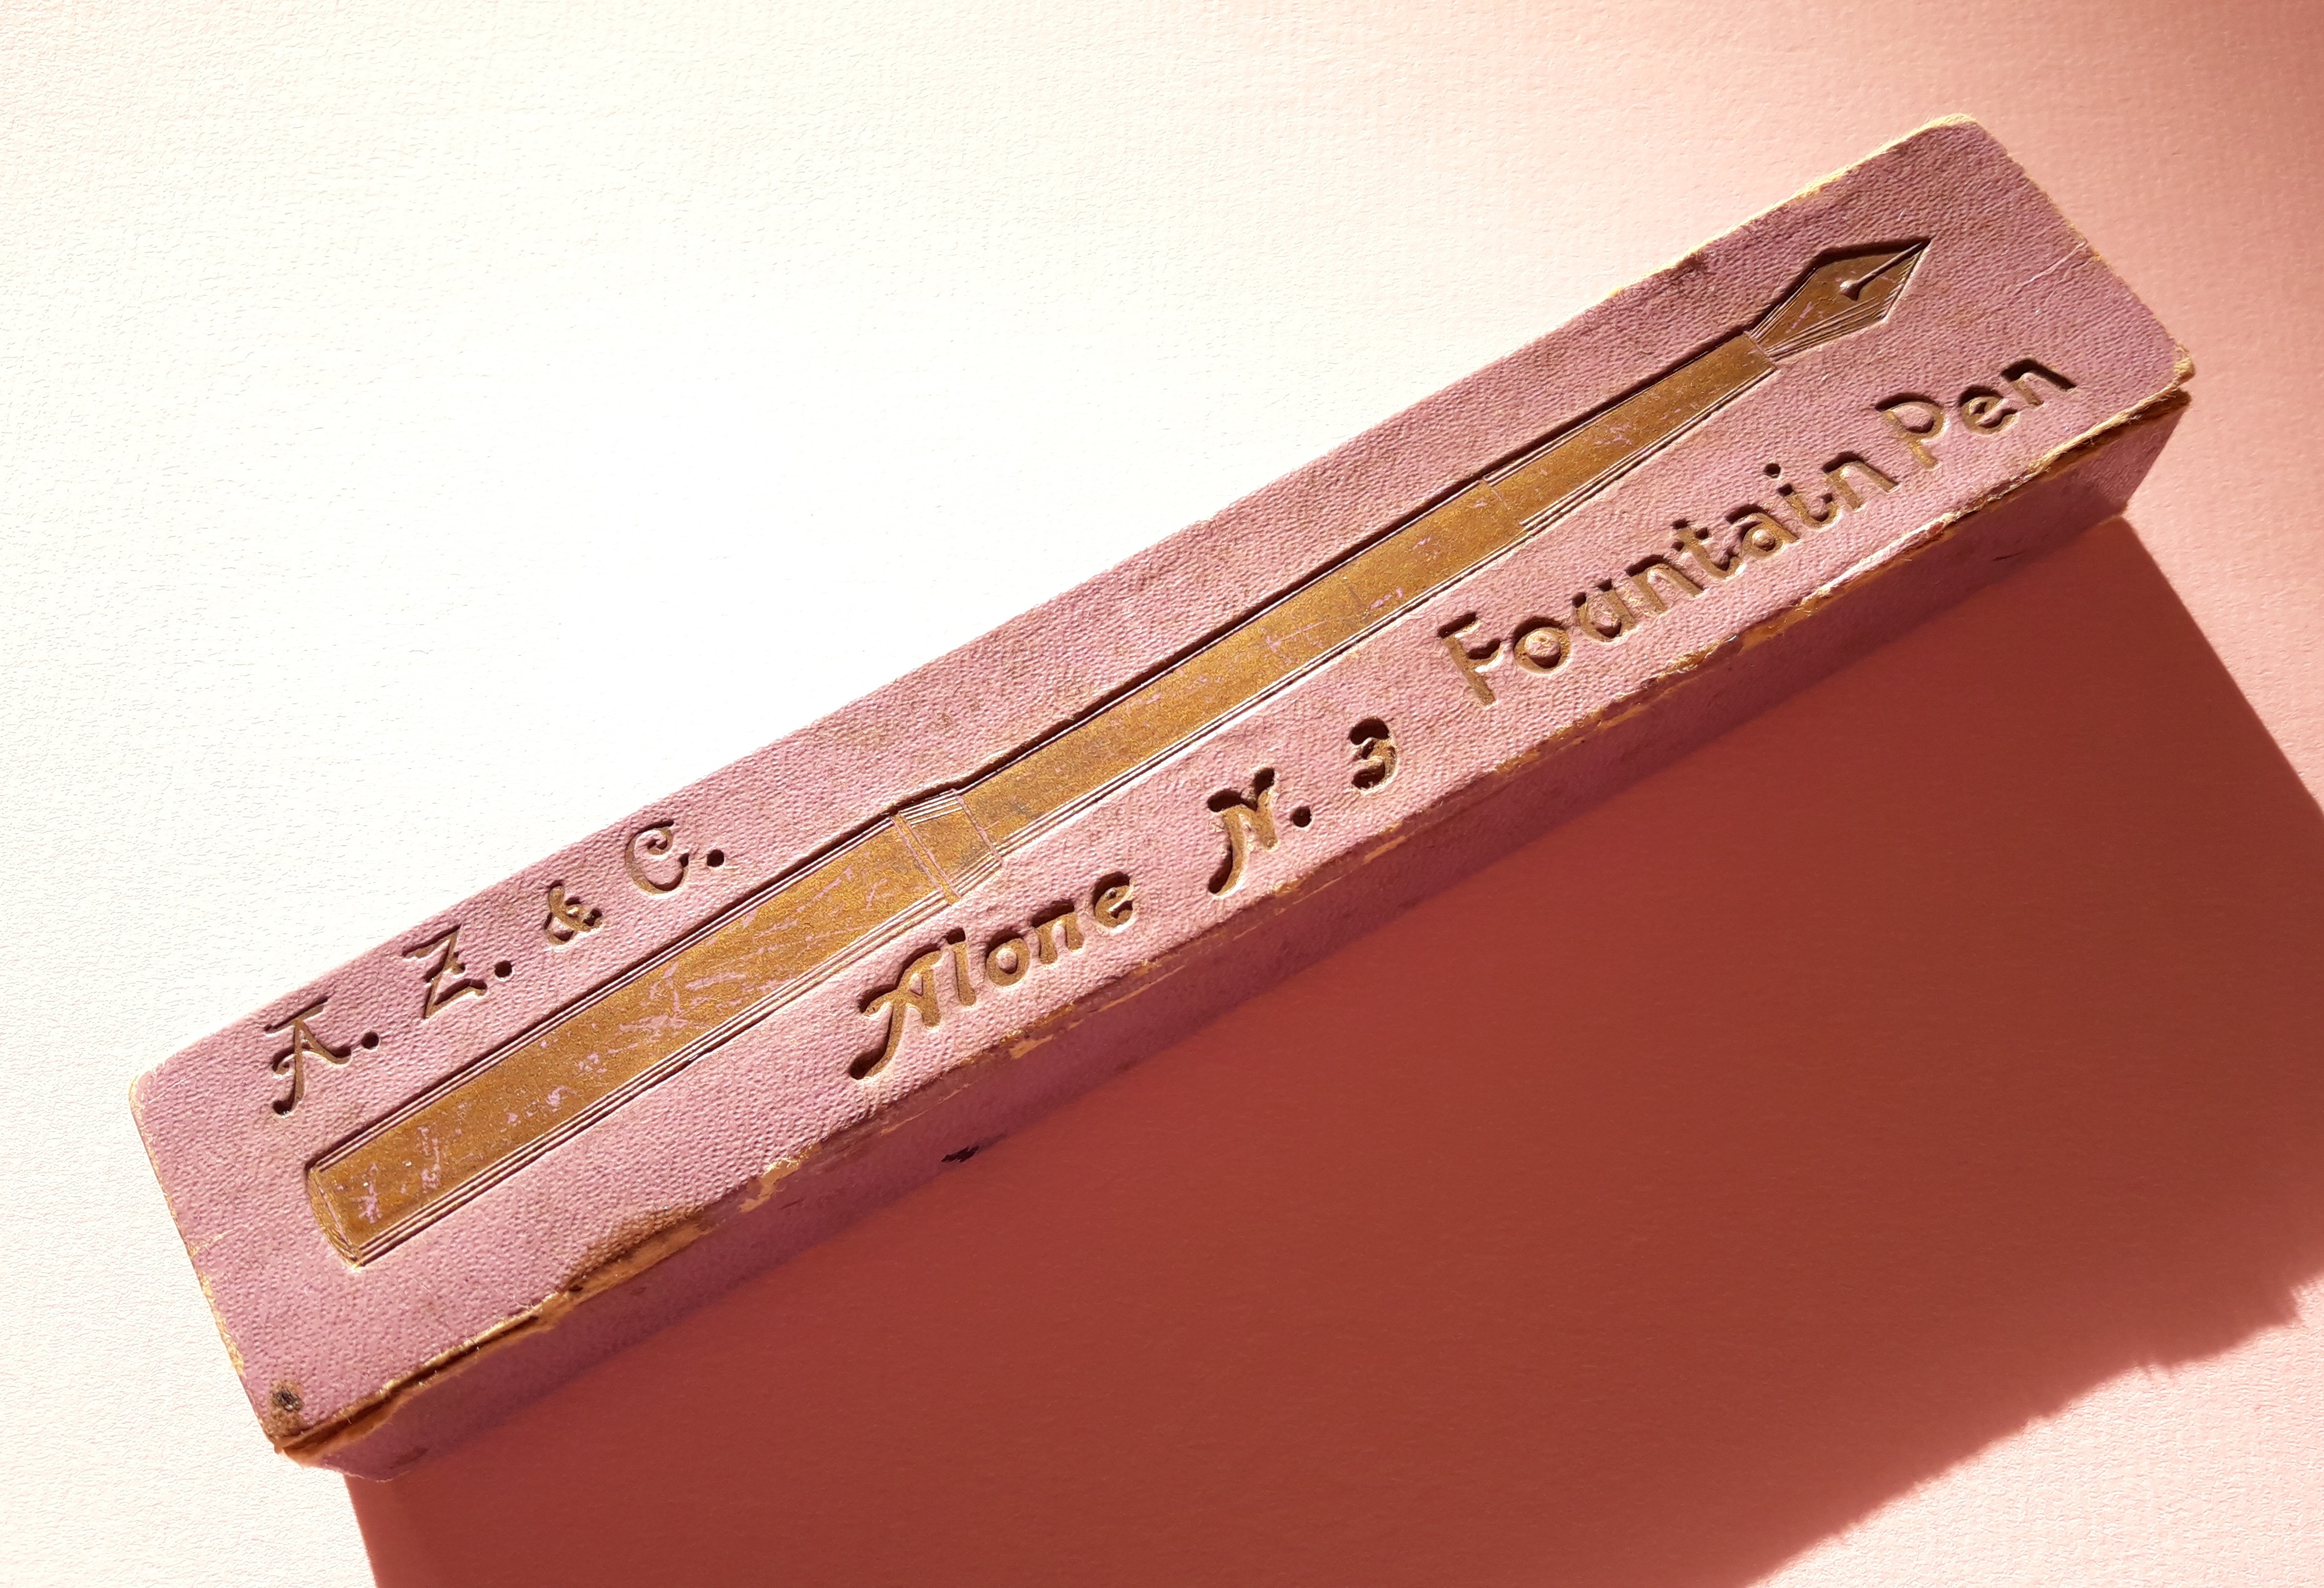 A. Z. & C.
Alone N. 3 Fountain Pen